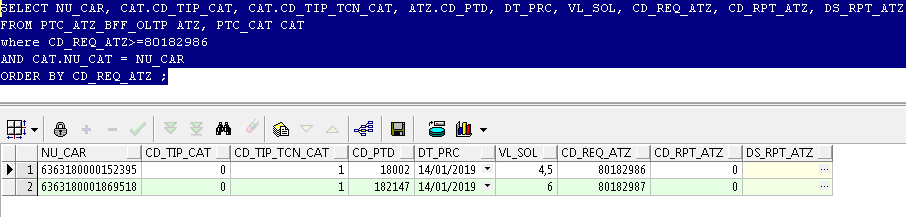 SELECT NU_CAR, CAT.CD_TIP_CAT, CAT.CD_TIP_TCN_CAT, ATZ.CD_PTD, DT_PRC, VL_SOL, CD_REQ_ATZ, CD_RPT_ATZ, DS_RPT_ATZ
FROM PTC_ATZ_BFF_OLTP ATZ, PTC_CAT CAT
where CD_REQ_ATZ>=80182986
AND CAT.NU_CAT = NU_CAR
ORDER BY CD_REQ_ATZ ;
NU_CAR CD_TIP_CAT CD_TIP_TCN_CAT CD_PTD DT_PRC VL_SOL CD_REQ_ATZ CD_RPT_ATZ DS_RPT_ATZ
1 6363180000152395 0 1 18002 14/01/2019 4,5 80182986 0 ...
2 6363180001869518 0 1 182147 14/01/2019 6 80182987 0 ...